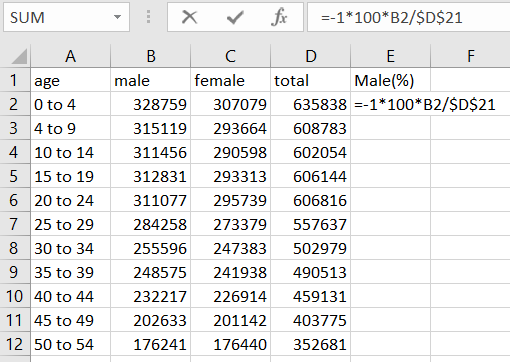 SUM fx =-1*100*B2/$D$21
A B C D E F
1 age male female total Male(%)
2 0 to 4 328759 307079 635838 =-1*100*B2/$D$21
3 4 to 9 315119 293664 608783
4 10 to 14 311456 290598 602054
5 15 to 19 312831 293313 606144
6 20 to 24 311077 295739 606816
7 25 to 29 284258 273379 557637
8 30 to 34 255596 247383 502979
9 35 to 39 248575 241938 490513
10 40 to 44 232217 226914 459131
11 45 to 49 202633 201142 403775
12 50 to 54 176241 176440 352681